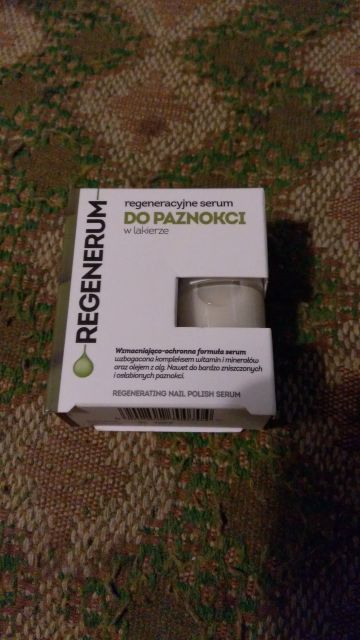 REGENERUM
regeneracyjne serum
DO PAZNOKCI
w lakierze
Wzmacniająco-ochronna formuła serum
wzbogacona kompleksem witamin i minerałów
oraz olejem z alg. Nawet do bardzo zniszczonych
i osłabionych paznokci.
REGENERATING NAIL POLISH SERUM